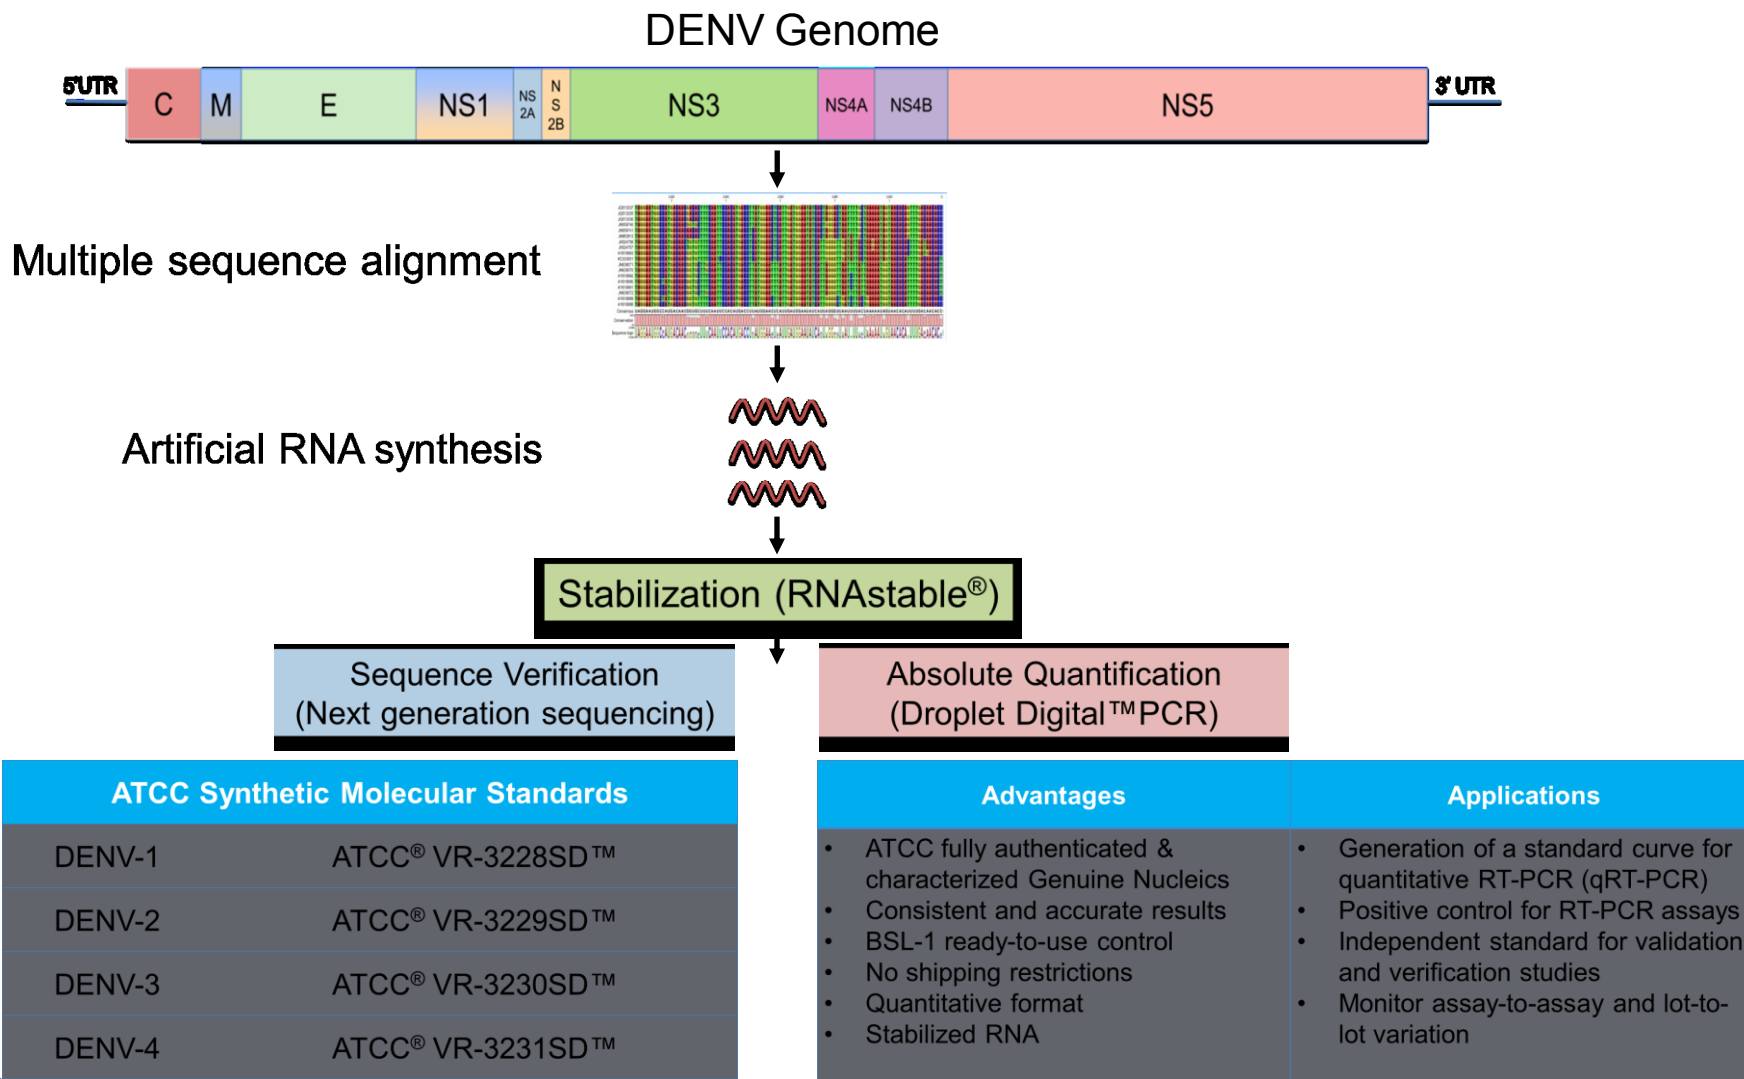 DENV Genome
5'UTR
C
M
E
NS1
NS
2A
N
S
2B
NS3
NS4A
NS4B
NS5
3' UTR
Multiple sequence alignment
Artificial RNA synthesis
Stabilization (RNAstable®)
Sequence Verification
(Next generation sequencing)
Absolute Quantification
(Droplet Digital™PCR)
ATCC Synthetic Molecular Standards
DENV-1 ATCC® VR-3228SD™
DENV-2 ATCC® VR-3229SD™
DENV-3 ATCC® VR-3230SD™
DENV-4 ATCC® VR-3231SD™
Advantages
• ATCC fully authenticated &
characterized Genuine Nucleics
• Consistent and accurate results
• BSL-1 ready-to-use control
• No shipping restrictions
• Quantitative format
• Stabilized RNA
Applications
• Generation of a standard curve for
quantitative RT-PCR (qRT-PCR)
• Positive control for RT-PCR assays
• Independent standard for validation
and verification studies
• Monitor assay-to-assay and lot-to-
lot variation